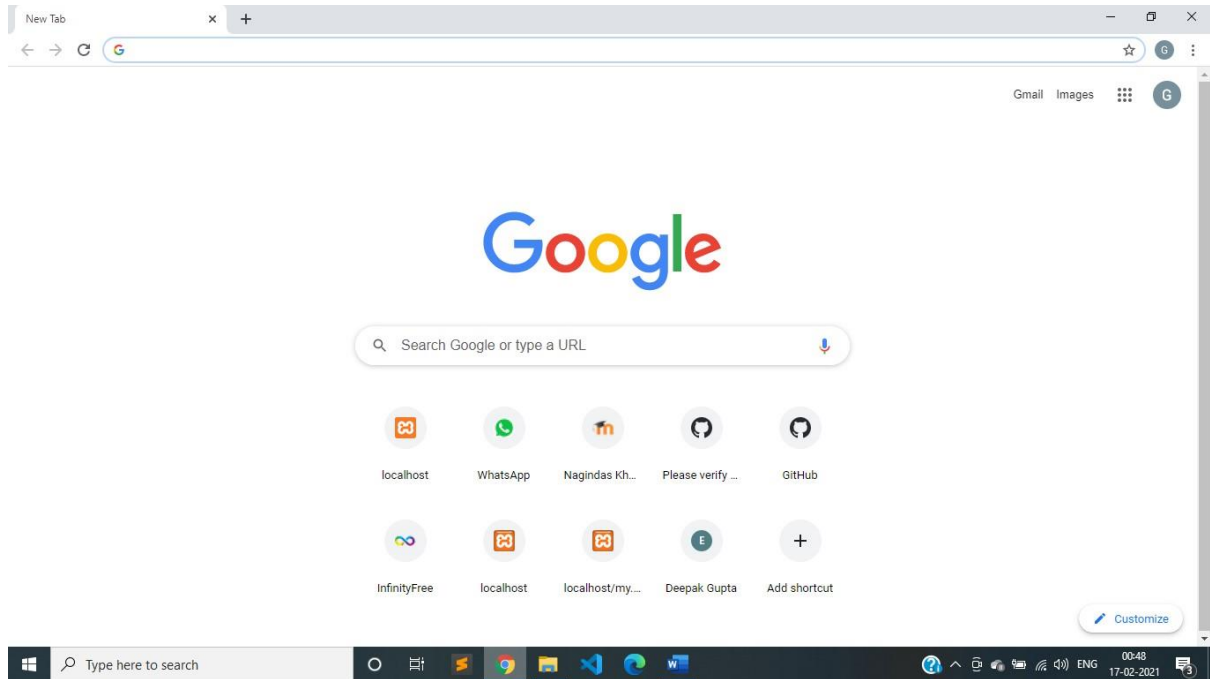 New Tab
G
G
Gmail Images
G
Google
Search Google or type a URL
localhost WhatsApp Nagindas Kh... Please verify ... GitHub
E
InfinityFree localhost localhost/my.... Deepak Gupta Add shortcut
Customize
Type here to search
W
ENG
00:48
17-02-2021
3